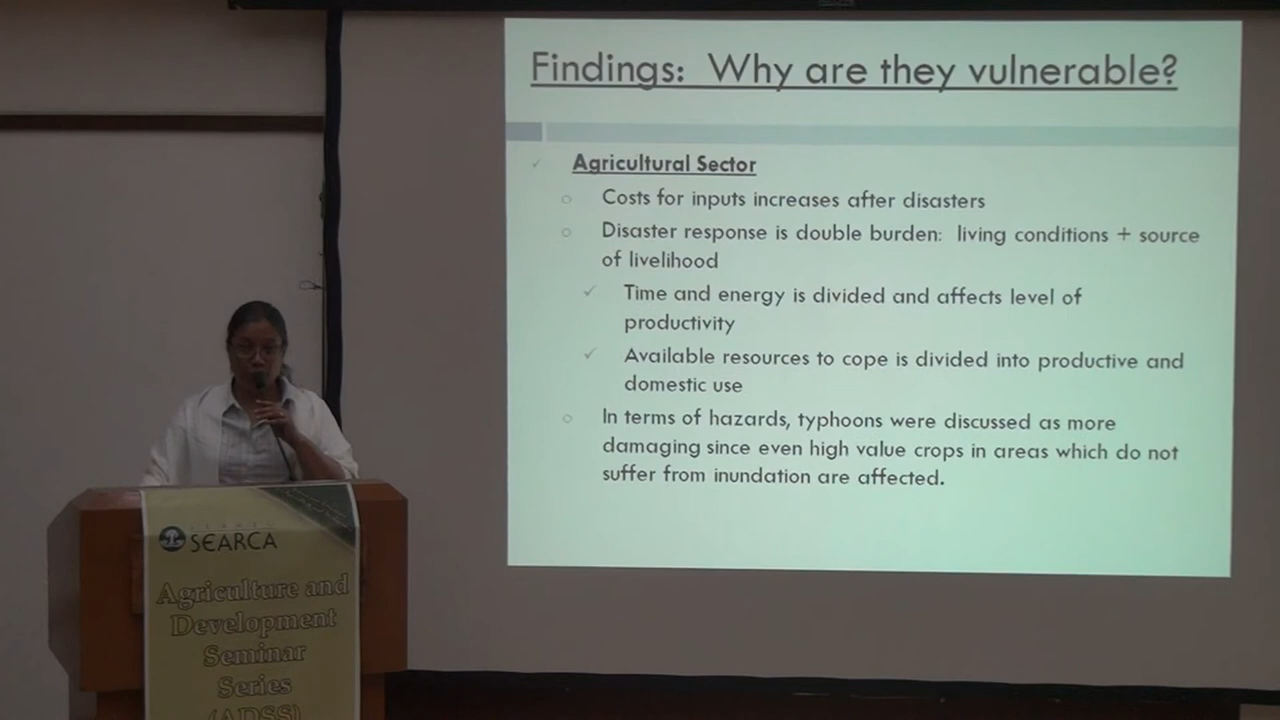 Findings: Why are they vulnerable?
Agricultural Sector
Costs for inputs increases after disasters
Disaster response is double burden: living conditions + source
of livelihood
Time and energy is divided and affects level of
productivity
Available resources to cope is divided into productive and
domestic use
In terms of hazards, typhoons were discussed as more
damaging since even high value crops in areas which do not
suffer from inundation are affected.
SEARCA
Agriculture and
Development
Seminar
Series
(ADSS)